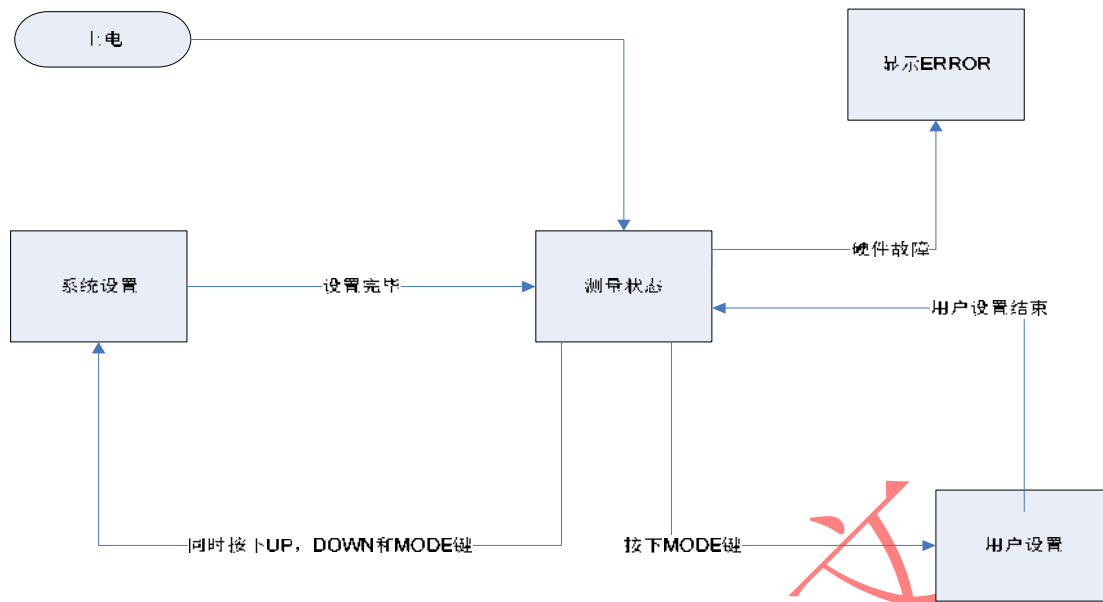 上电
显示ERROR
硬件故障
系统设置
设置完毕
测量状态
用户设置结束
同时按下UP，DOWN和MODE键
按下MODE键
用户设置